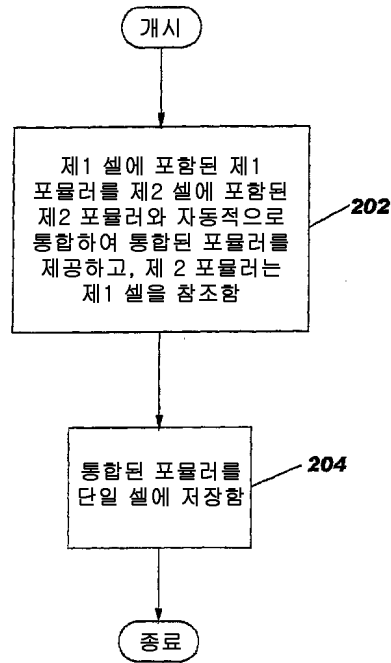 개시
제1 셀에 포함된 제1
포뮬러를 제2 셀에 포함된
제2 포뮬러와 자동적으로
통합하여 통합된 포뮬러를
제공하고, 제 2 포뮬러는
제1 셀을 참조함
202
통합된 포뮬러를
단일 셀에 저장함
204
종료